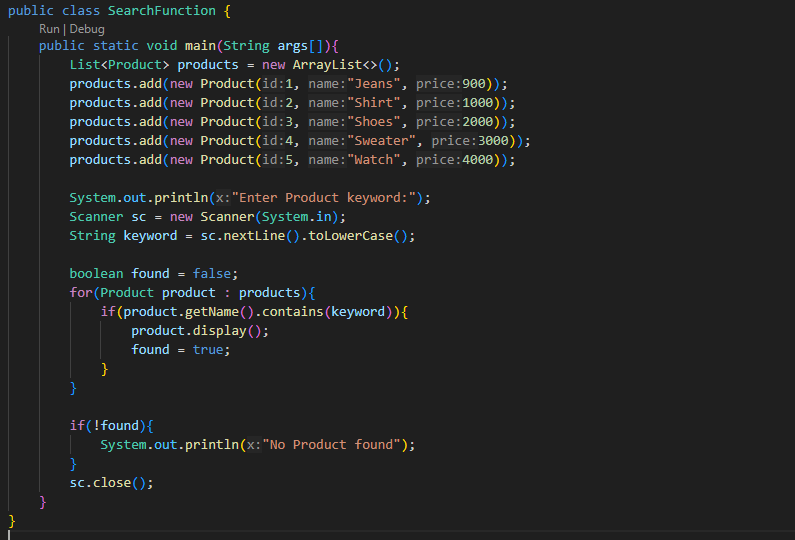 public class SearchFunction {
Run | Debug
public static void main(String args[]){
List<Product> products = new ArrayList<>();
products.add(new Product(id:1, name:"Jeans", price:900));
products.add(new Product(id:2, name:"Shirt", price:1000));
products.add(new Product(id:3, name:"Shoes", price:2000));
products.add(new Product(id:4, name:"Sweater", price:3000));
products.add(new Product(id:5, name:"Watch", price:4000));
System.out.println(x:"Enter Product keyword:");
Scanner sc = new Scanner(System.in);
String keyword = sc.nextLine().toLowerCase();
boolean found = false;
for(Product product : products){
if(product.getName().contains(keyword)){
product.display();
found = true;
}
}
if(!found){
System.out.println(x:"No Product found");
}
sc.close();
}
}